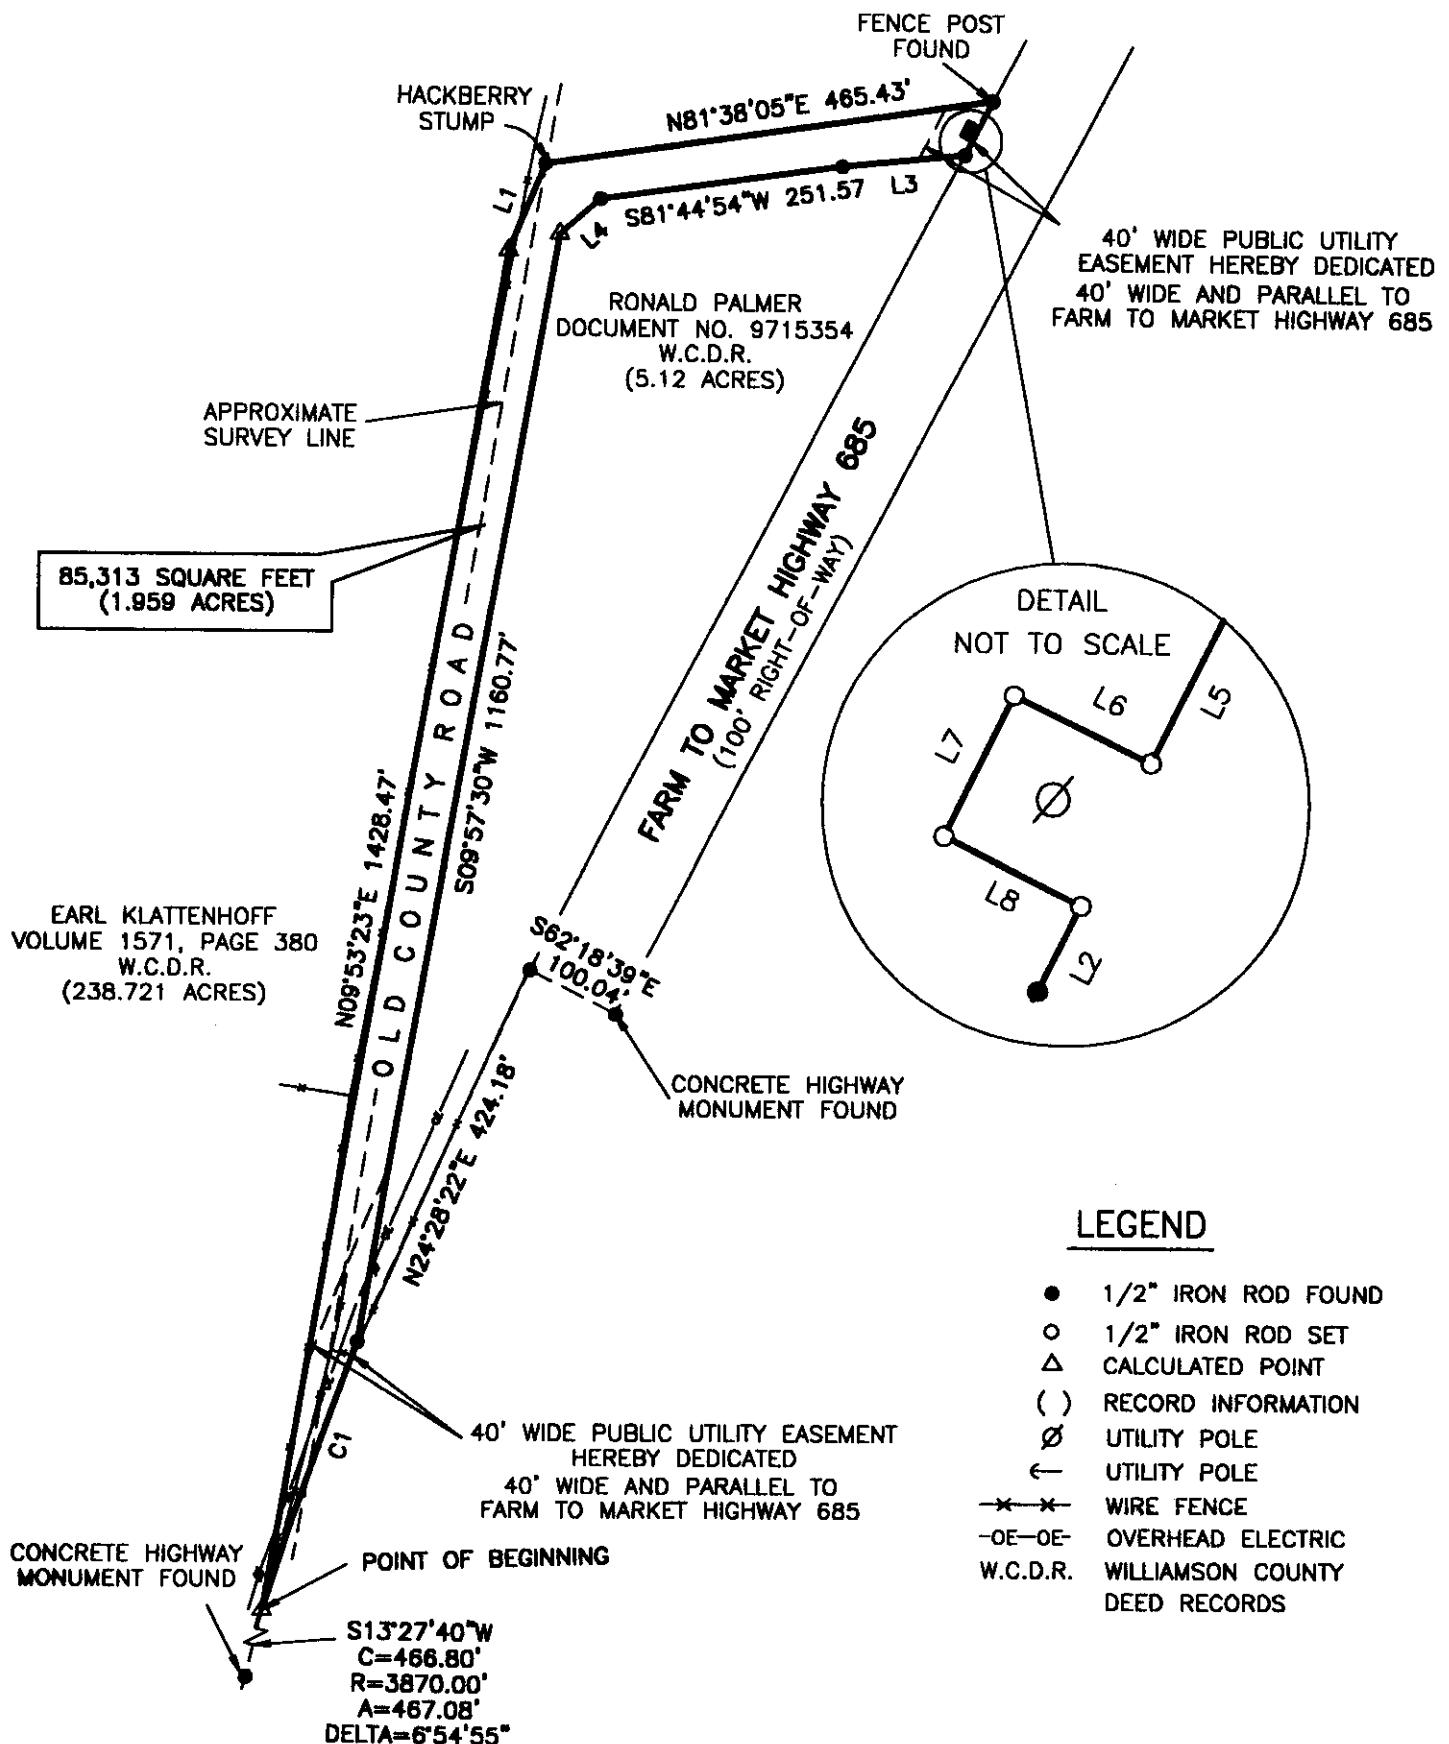 FENCE POST
FOUND
HACKBERRY
STUMP
N81°38'05"E 465.43'
L1
L4
S81°44'54"W 251.57
L3
40' WIDE PUBLIC UTILITY
EASEMENT HEREBY DEDICATED
40' WIDE AND PARALLEL TO
FARM TO MARKET HIGHWAY 685
RONALD PALMER
DOCUMENT NO. 9715354
W.C.D.R.
(5.12 ACRES)
APPROXIMATE
SURVEY LINE
85,313 SQUARE FEET
(1.959 ACRES)
FARM TO MARKET HIGHWAY 685
(100' RIGHT-OF-WAY)
DETAIL
NOT TO SCALE
L5
L6
L7
L8
L2
OLD COUNTY ROAD
N09°53'23"E 1428.47'
S09°57'30"W 1160.77'
EARL KLATTENHOFF
VOLUME 1571, PAGE 380
W.C.D.R.
(238.721 ACRES)
S62°18'39"E
100.04'
CONCRETE HIGHWAY
MONUMENT FOUND
N24°28'22"E 424.18'
C1
40' WIDE PUBLIC UTILITY EASEMENT
HEREBY DEDICATED
40' WIDE AND PARALLEL TO
FARM TO MARKET HIGHWAY 685
CONCRETE HIGHWAY
MONUMENT FOUND
POINT OF BEGINNING
S13°27'40"W
C=466.80'
R=3870.00'
A=467.08'
DELTA=6°54'55"
LEGEND
1/2" IRON ROD FOUND
1/2" IRON ROD SET
CALCULATED POINT
( ) RECORD INFORMATION
UTILITY POLE
UTILITY POLE
WIRE FENCE
-OE-OE- OVERHEAD ELECTRIC
W.C.D.R. WILLIAMSON COUNTY
DEED RECORDS